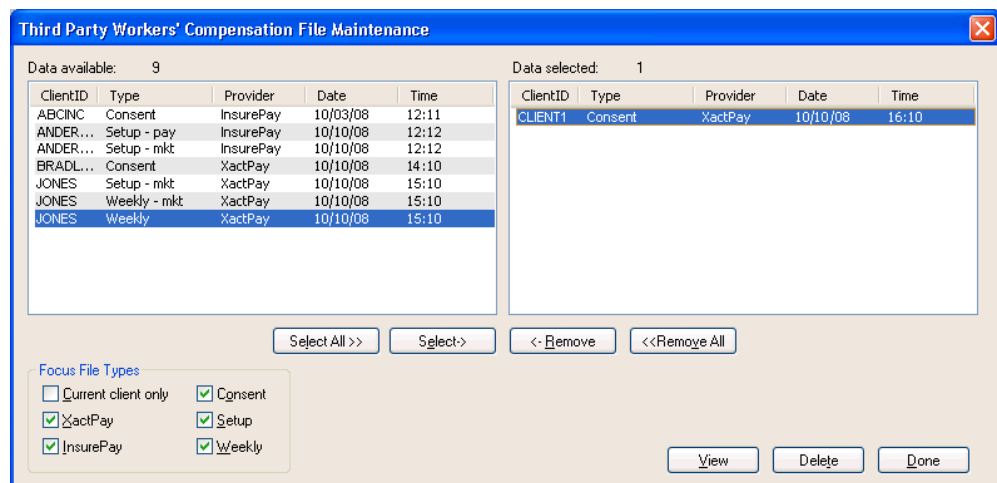 Third Party Workers' Compensation File Maintenance
Data available: 9
ClientID Type Provider Date Time
ABCINC Consent InsurePay 10/03/08 12:11
ANDER... Setup - pay InsurePay 10/10/08 12:12
ANDER... Setup - mkt InsurePay 10/10/08 12:12
BRADL... Consent XactPay 10/10/08 14:10
JONES Setup - mkt XactPay 10/10/08 15:10
JONES Weekly - mkt XactPay 10/10/08 15:10
JONES Weekly XactPay 10/10/08 15:10
Data selected: 1
ClientID Type Provider Date Time
CLIENT1 Consent XactPay 10/10/08 16:10
Select All >> Select-> <- Remove <<Remove All
Focus File Types
Current client only Consent
XactPay Setup
InsurePay Weekly
View Delete Done